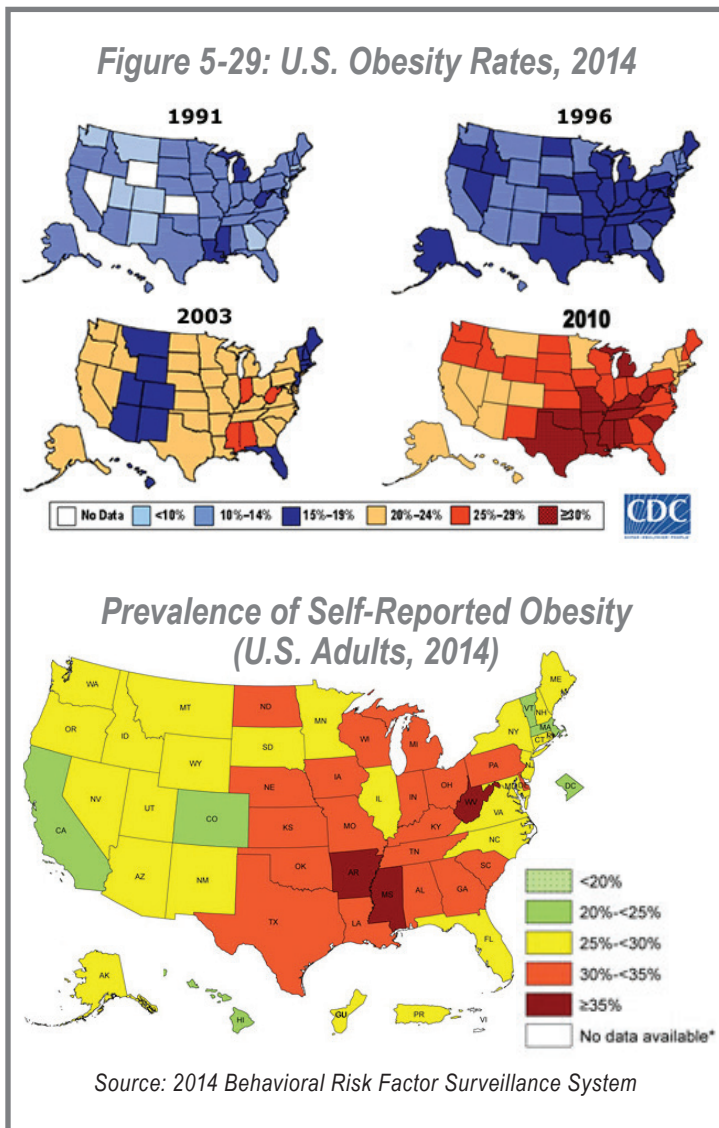 Figure 5-29: U.S. Obesity Rates, 2014
1991
1996
2003
2010
No Data
<10%
10%–14%
15%–19%
20%–24%
25%–29%
≥30%
CDC
Prevalence of Self-Reported Obesity
(U.S. Adults, 2014)
WA
OR
ID
MT
ND
MN
SD
WY
NV
UT
CA
AZ
CO
NM
NE
KS
OK
TX
IA
MO
AR
LA
WI
IL
MI
IN
OH
KY
TN
MS
AL
GA
FL
SC
NC
VA
WV
PA
NY
VT
NH
ME
MA
CT
NJ
MD
DC
AK
HI
GU
PR
VI
<20%
20%-<25%
25%-<30%
30%-<35%
≥35%
No data available*
Source: 2014 Behavioral Risk Factor Surveillance System